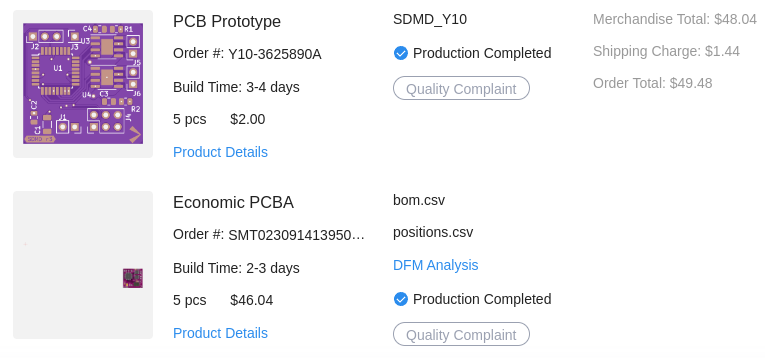 PCB Prototype
Order #: Y10-3625890A
Build Time: 3-4 days
5 pcs $2.00
Product Details
SDMD_Y10
Production Completed
Quality Complaint
Merchandise Total: $48.04
Shipping Charge: $1.44
Order Total: $49.48
C4 R1
J2 J3 U3
U1
J5
J6
U4 C3
C2
R2
J1
J4
C1
Economic PCBA
Order #: SMT023091413950…
Build Time: 2-3 days
5 pcs $46.04
Product Details
bom.csv
positions.csv
DFM Analysis
Production Completed
Quality Complaint